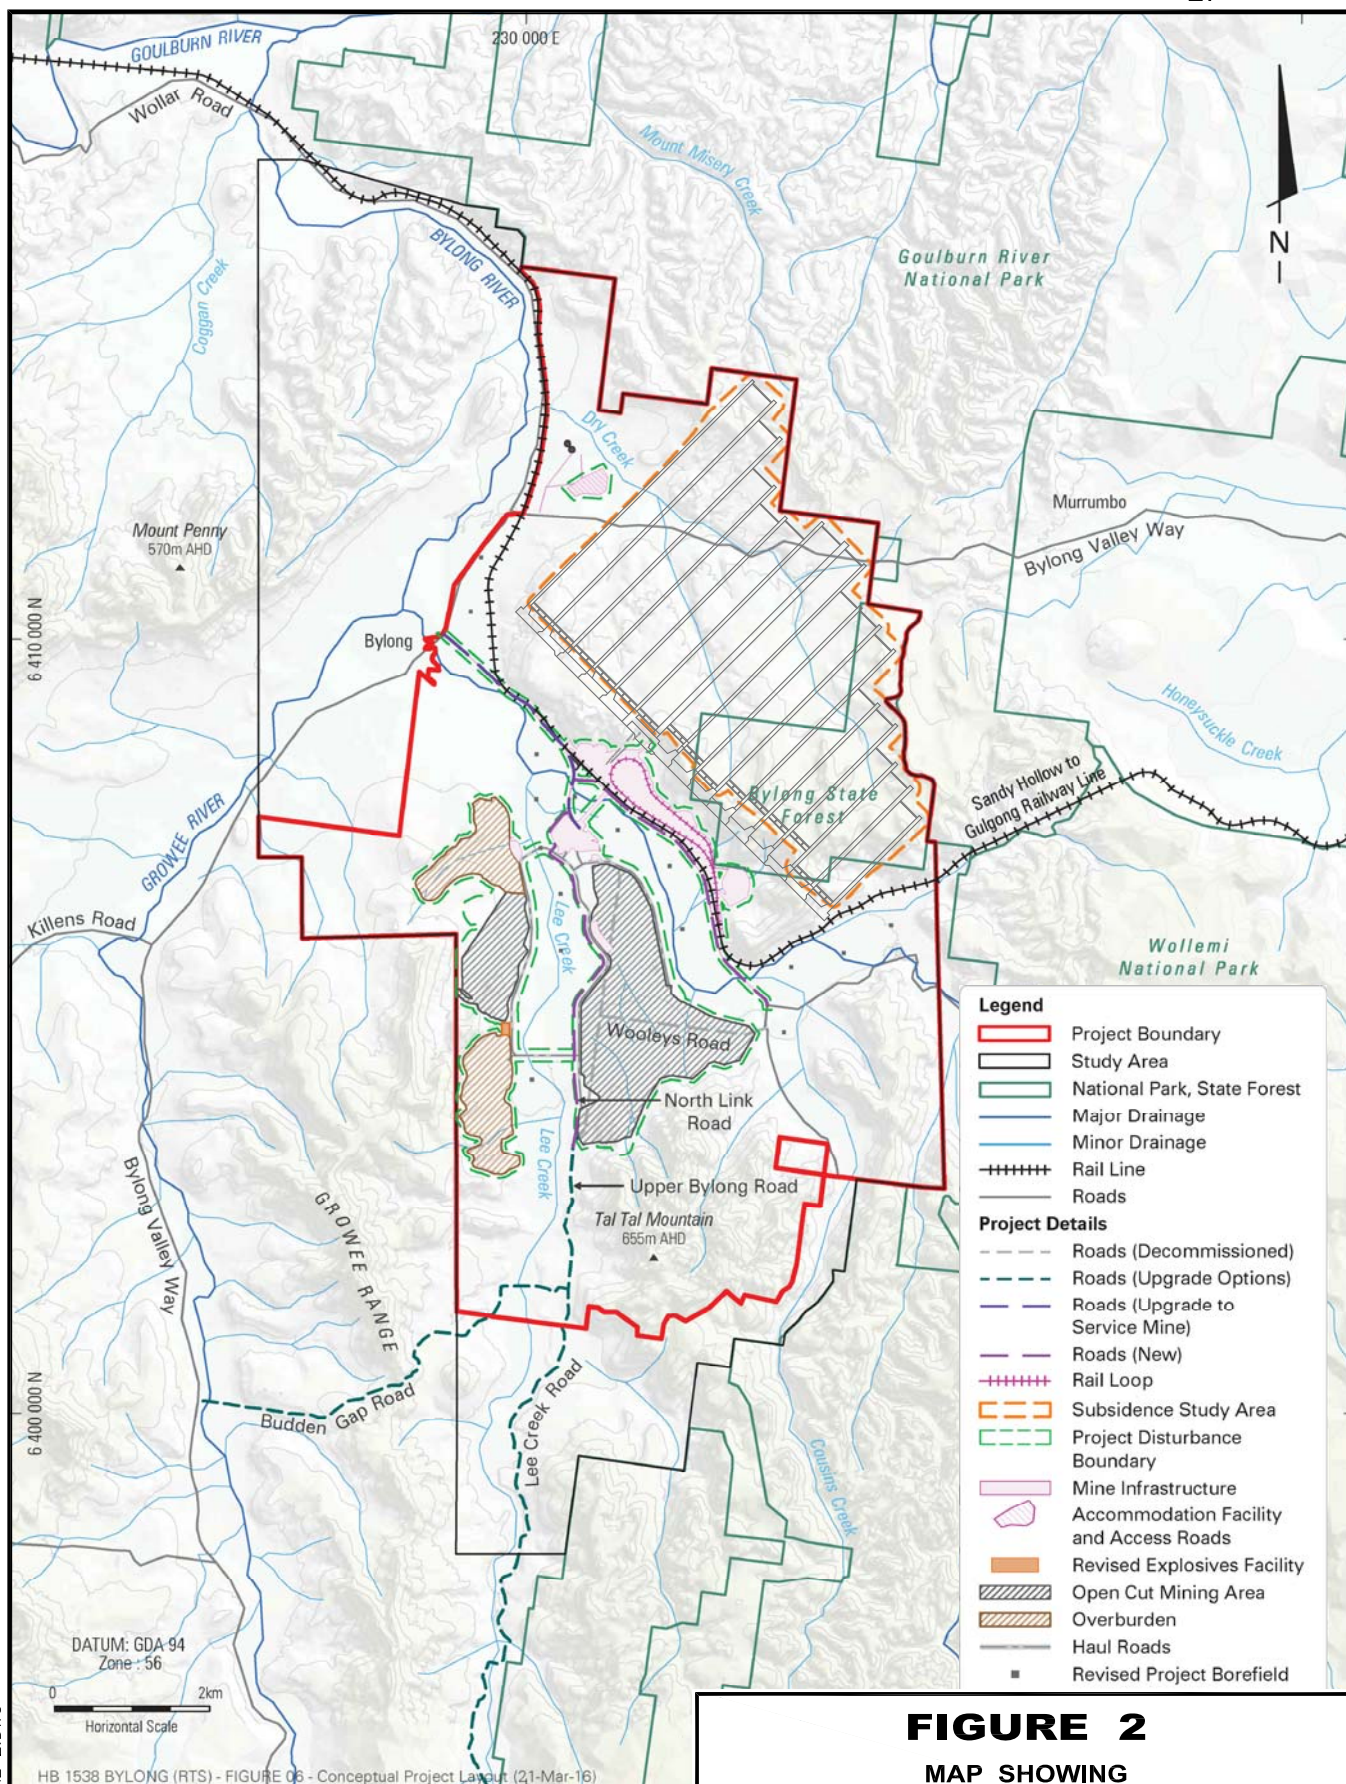 GOULBURN RIVER
230 000 E
Wollar Road
Mount Misery Creek
N
BYLONG RIVER
Goulburn River
National Park
Coggan Creek
Dry Creek
Mount Penny
570m AHD
Murrumbo
Bylong Valley Way
6 410 000 N
Bylong
Honeysuckle Creek
Sandy Hollow to
Gulgong Railway Line
Bylong State
Forest
GROWEE RIVER
Killens Road
Lee Creek
Wollemi
National Park
Wooleys Road
North Link
Road
Lee Creek
Upper Bylong Road
Tal Tal Mountain
655m AHD
Bylong Valley Way
GROWEE RANGE
6 400 000 N
Budden Gap Road
Lee Creek Road
Cousins Creek
Legend
Project Boundary
Study Area
National Park, State Forest
Major Drainage
Minor Drainage
Rail Line
Roads
Project Details
Roads (Decommissioned)
Roads (Upgrade Options)
Roads (Upgrade to
Service Mine)
Roads (New)
Rail Loop
Subsidence Study Area
Project Disturbance
Boundary
Mine Infrastructure
Accommodation Facility
and Access Roads
Revised Explosives Facility
Open Cut Mining Area
Overburden
Haul Roads
Revised Project Borefield
DATUM: GDA 94
Zone : 56
0 2km
Horizontal Scale
HB 1538 BYLONG (RTS) - FIGURE 06 - Conceptual Project Layout (21-Mar-16)
FIGURE 2
MAP SHOWING